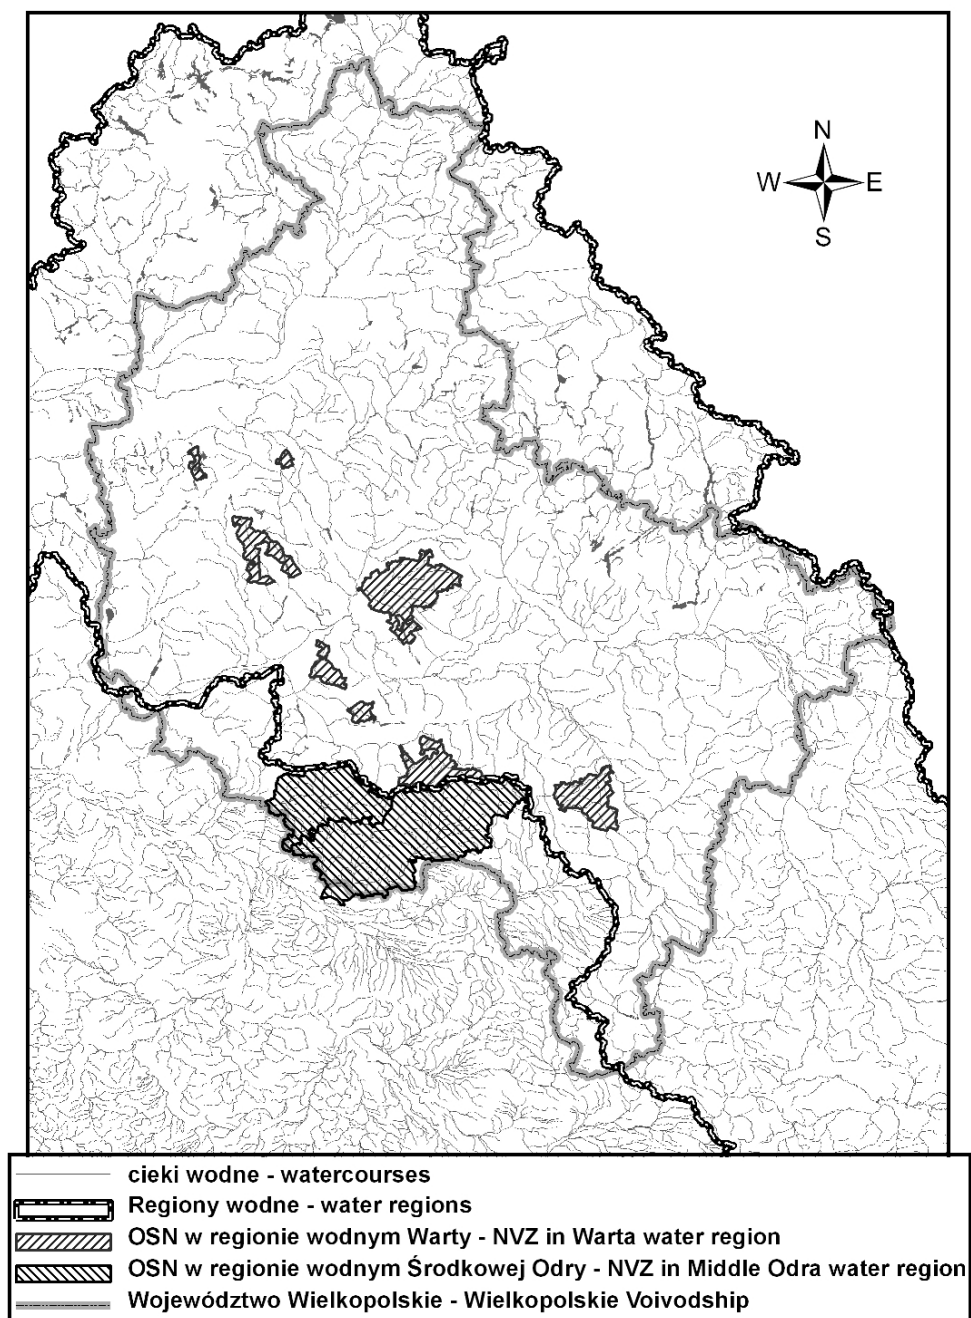 N
W E
S
cieki wodne - watercourses
Regiony wodne - water regions
OSN w regionie wodnym Warty - NVZ in Warta water region
OSN w regionie wodnym Środkowej Odry - NVZ in Middle Odra water region
Województwo Wielkopolskie - Wielkopolskie Voivodship